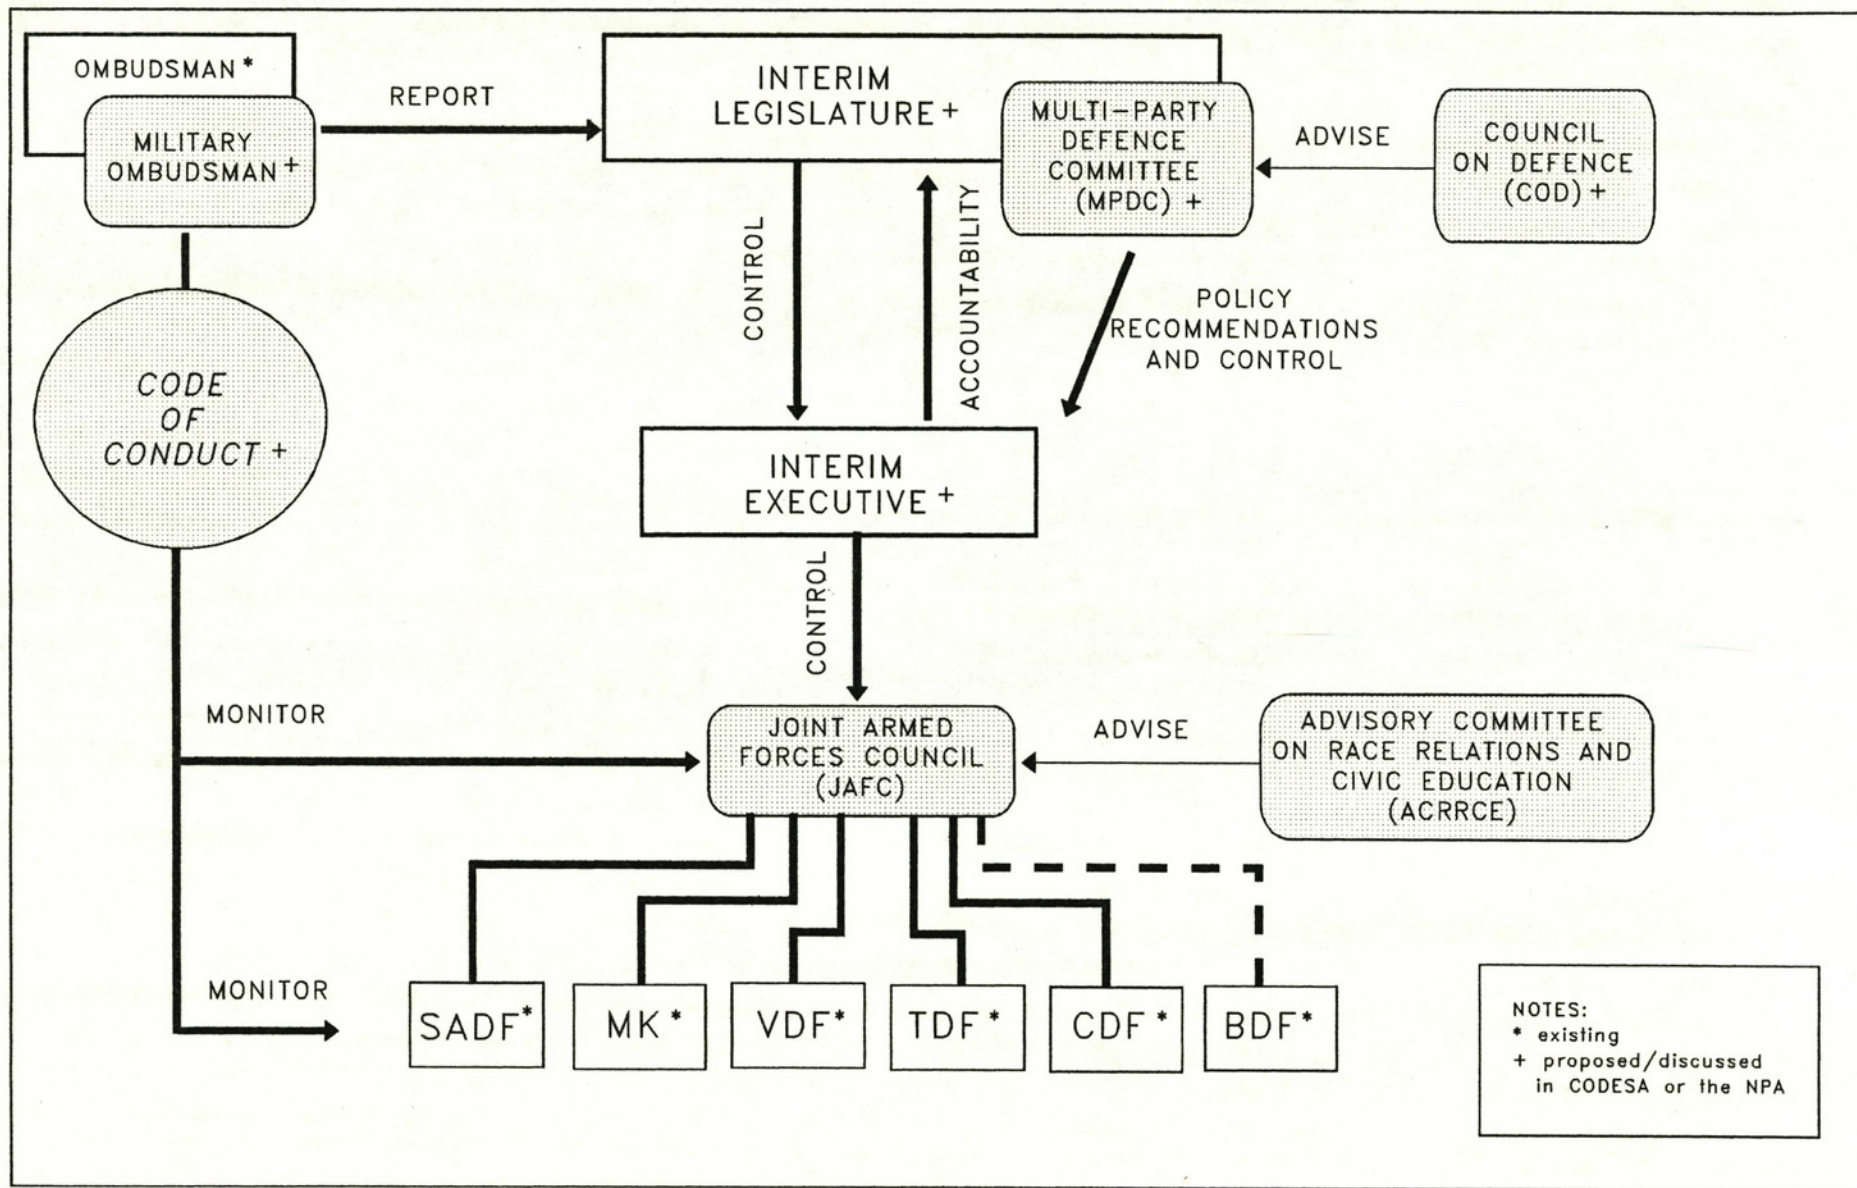 OMBUDSMAN*
MILITARY
OMBUDSMAN+
REPORT
INTERIM
LEGISLATURE+
MULTI-PARTY
DEFENCE
COMMITTEE
(MPDC) +
ADVISE
COUNCIL
ON DEFENCE
(COD) +
CONTROL
ACCOUNTABILITY
POLICY
RECOMMENDATIONS
AND CONTROL
CODE
OF
CONDUCT +
INTERIM
EXECUTIVE +
CONTROL
MONITOR
JOINT ARMED
FORCES COUNCIL
(JAFC)
ADVISE
ADVISORY COMMITTEE
ON RACE RELATIONS AND
CIVIC EDUCATION
(ACRRCE)
MONITOR
SADF*
MK *
VDF*
TDF *
CDF*
BDF*
NOTES:
* existing
+ proposed/discussed
in CODESA or the NPA